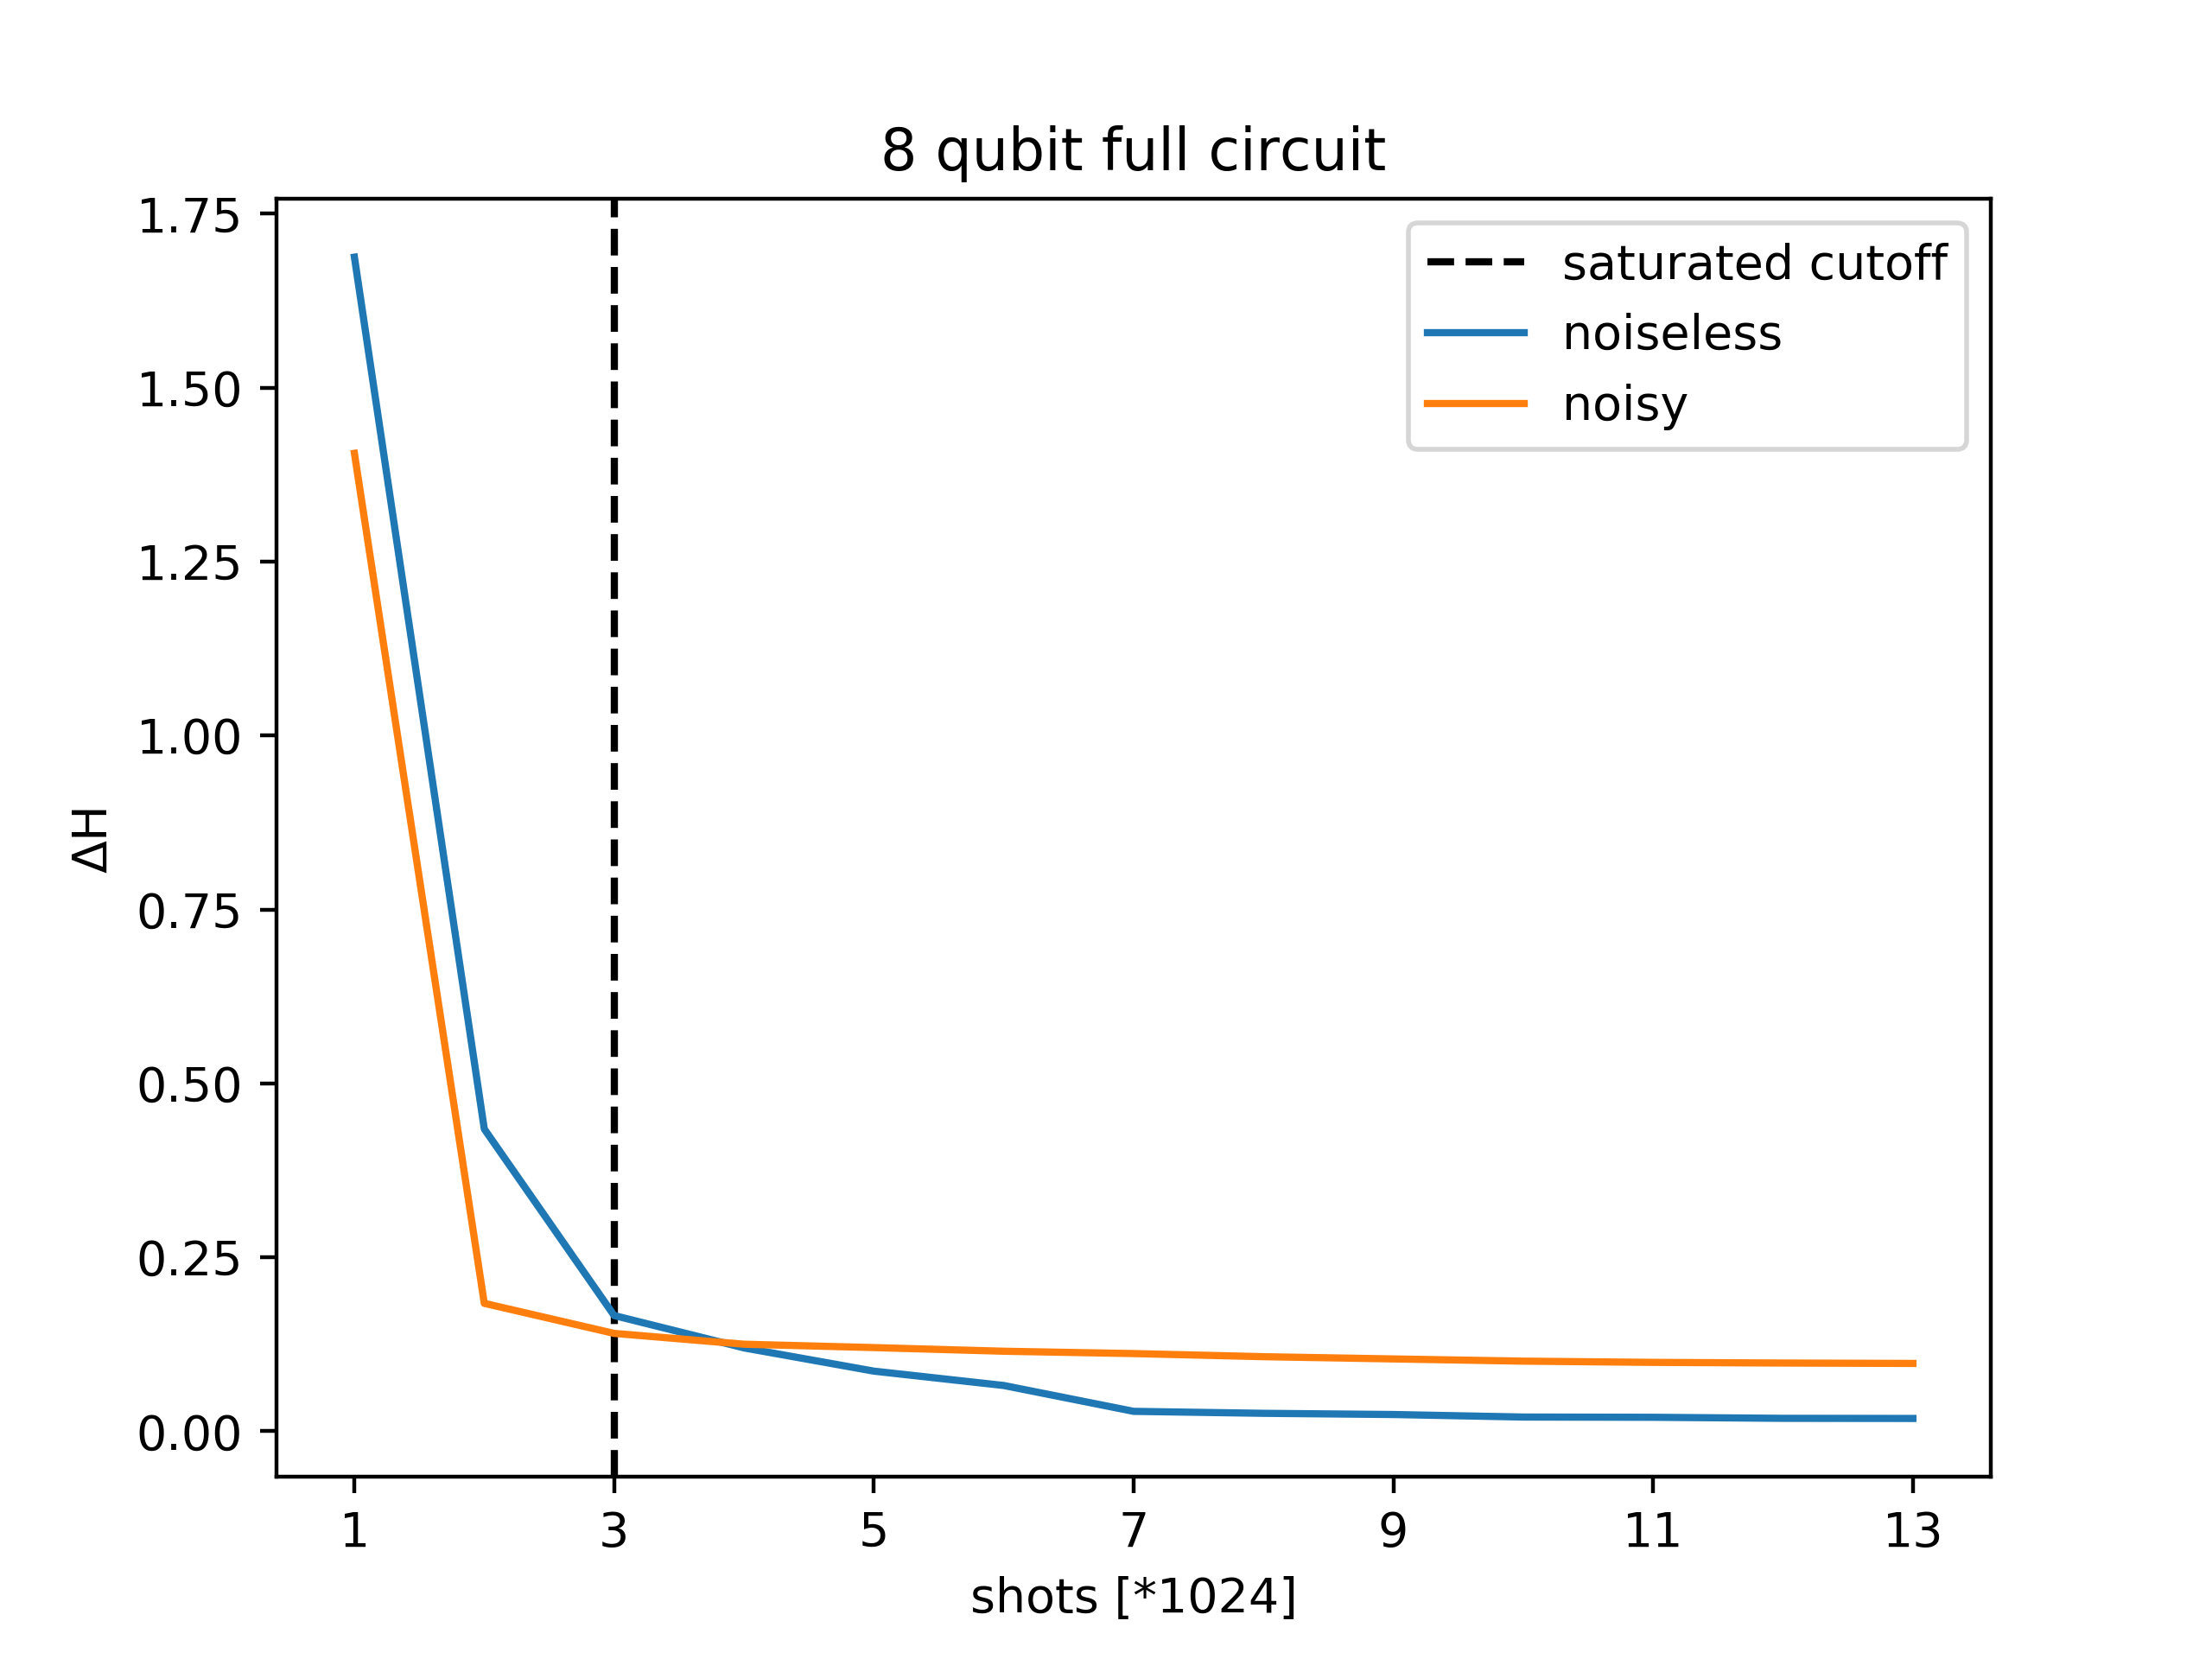 8 qubit full circuit
1.75
1.50
1.25
1.00
0.75
0.50
0.25
0.00
ΔH
saturated cutoff
noiseless
noisy
1 3 5 7 9 11 13
shots [*1024]